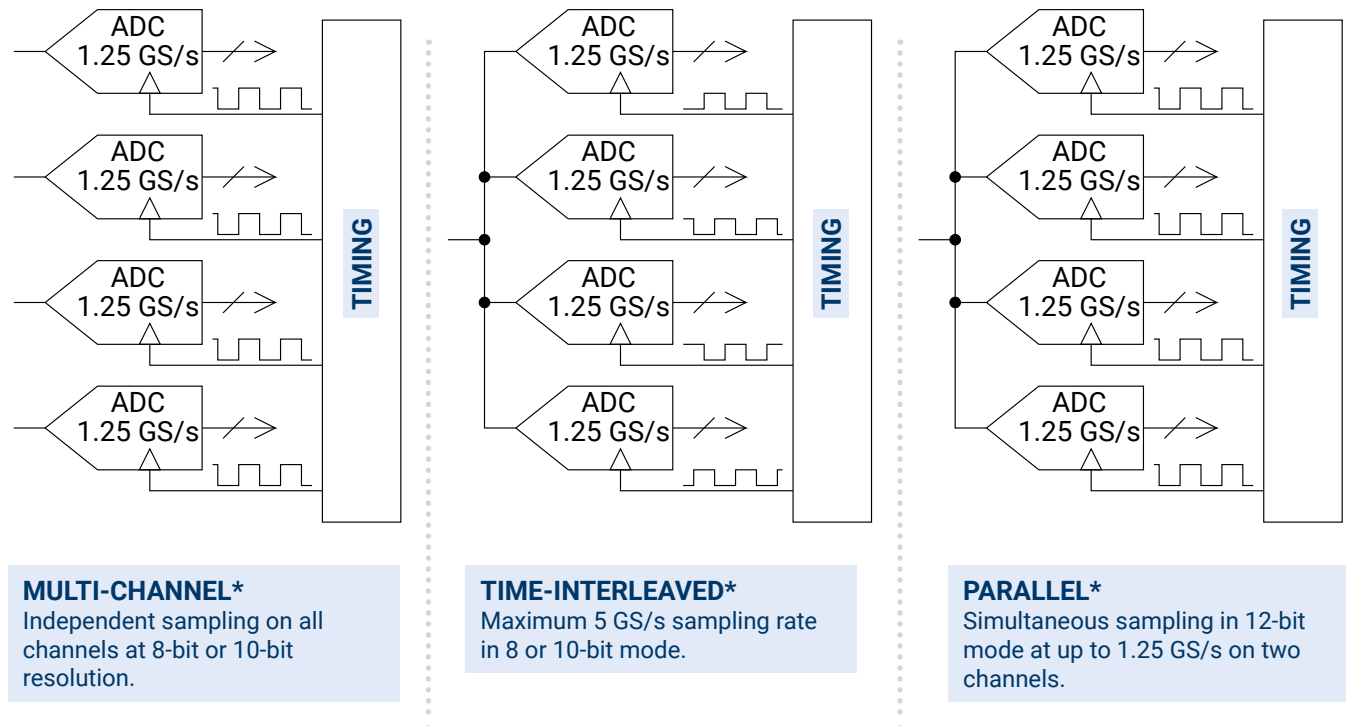 ADC
1.25 GS/s
ADC
1.25 GS/s
ADC
1.25 GS/s
ADC
1.25 GS/s
TIMING
MULTI-CHANNEL*
Independent sampling on all
channels at 8-bit or 10-bit
resolution.
ADC
1.25 GS/s
ADC
1.25 GS/s
ADC
1.25 GS/s
ADC
1.25 GS/s
TIMING
TIME-INTERLEAVED*
Maximum 5 GS/s sampling rate
in 8 or 10-bit mode.
ADC
1.25 GS/s
ADC
1.25 GS/s
ADC
1.25 GS/s
ADC
1.25 GS/s
TIMING
PARALLEL*
Simultaneous sampling in 12-bit
mode at up to 1.25 GS/s on two
channels.